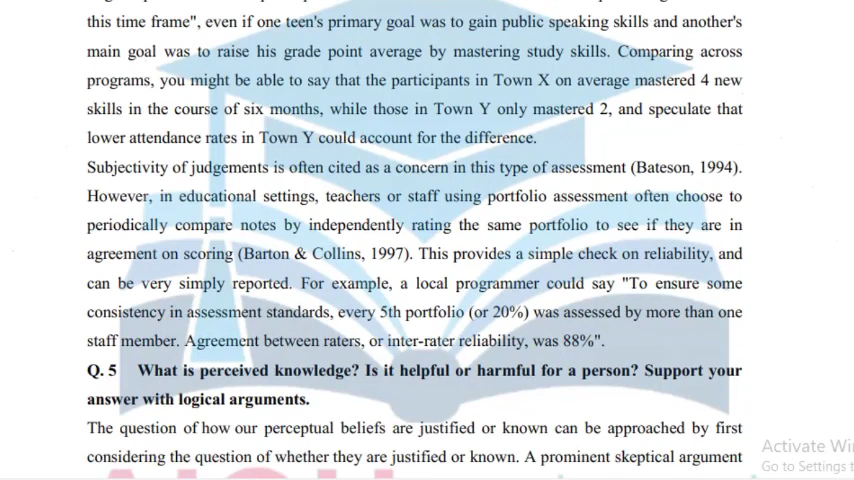 this time frame", even if one teen's primary goal was to gain public speaking skills and another's
main goal was to raise his grade point average by mastering study skills. Comparing across
programs, you might be able to say that the participants in Town X on average mastered 4 new
skills in the course of six months, while those in Town Y only mastered 2, and speculate that
lower attendance rates in Town Y could account for the difference.
Subjectivity of judgements is often cited as a concern in this type of assessment (Bateson, 1994).
However, in educational settings, teachers or staff using portfolio assessment often choose to
periodically compare notes by independently rating the same portfolio to see if they are in
agreement on scoring (Barton & Collins, 1997). This provides a simple check on reliability, and
can be very simply reported. For example, a local programmer could say "To ensure some
consistency in assessment standards, every 5th portfolio (or 20%) was assessed by more than one
staff member. Agreement between raters, or inter-rater reliability, was 88%".
Q. 5 What is perceived knowledge? Is it helpful or harmful for a person? Support your
answer with logical arguments.
The question of how our perceptual beliefs are justified or known can be approached by first
considering the question of whether they are justified or known. A prominent skeptical argument
Activate Wi
Go to Settings t